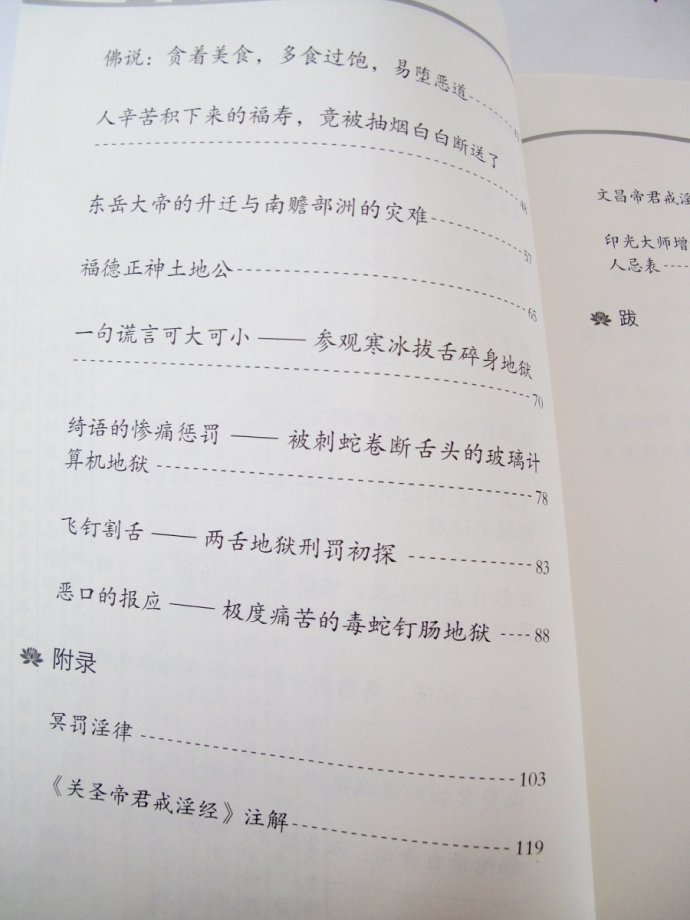 佛说：贪着美食，多食过饱，易堕恶道
人辛苦积下来的福寿，竟被抽烟白白断送了
48
东岳大帝的升迁与南赡部洲的灾难 57
福德正神土地公 65
一句谎言可大可小 —— 参观寒冰拔舌碎身地狱
70
绮语的惨痛惩罚 —— 被刺蛇卷断舌头的玻璃计
算机地狱 78
飞钉割舌 —— 两舌地狱刑罚初探 83
恶口的报应 —— 极度痛苦的毒蛇钉肠地狱 88
附录
冥罚淫律 103
《关圣帝君戒淫经》注解 119
文昌帝君戒淫
印光大师增
人忌表
跋